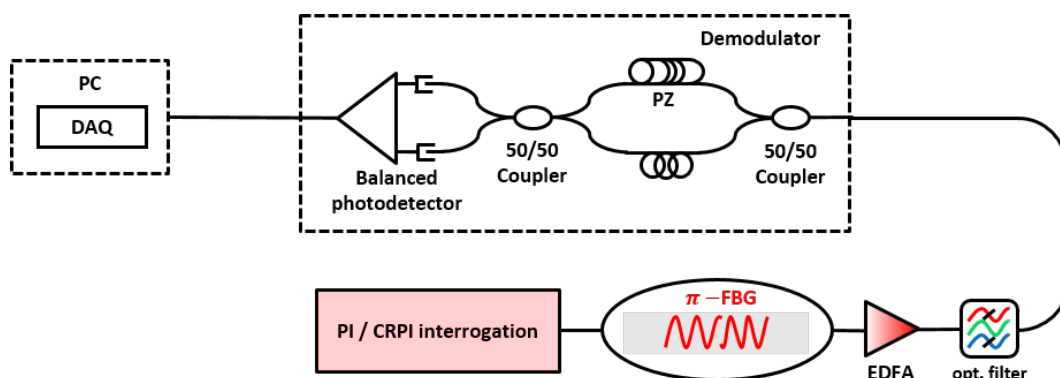 Demodulator
PC
DAQ
PZ
50/50
Coupler
50/50
Coupler
Balanced
photodetector
π –FBG
PI / CRPI interrogation
EDFA
opt. filter